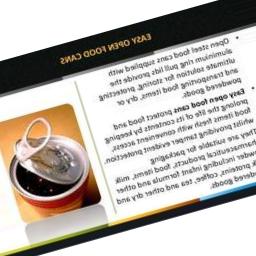 EASY OPEN FOOD CANS
• Open steel food cans supplied with
aluminium ring pull lids provide the
ultimate solution for storing, protecting
and transporting food items, dry or
powdered goods.
• Easy open food cans protect food and
prolong the life of its contents by keeping
food items fresh with convenient access,
whilst providing tamper evident protection.
They are suitable for packaging
pharmaceutical products, food items, milk
powder including infant formula and other
proteins, coffee, tea and other dry and
powdered goods.